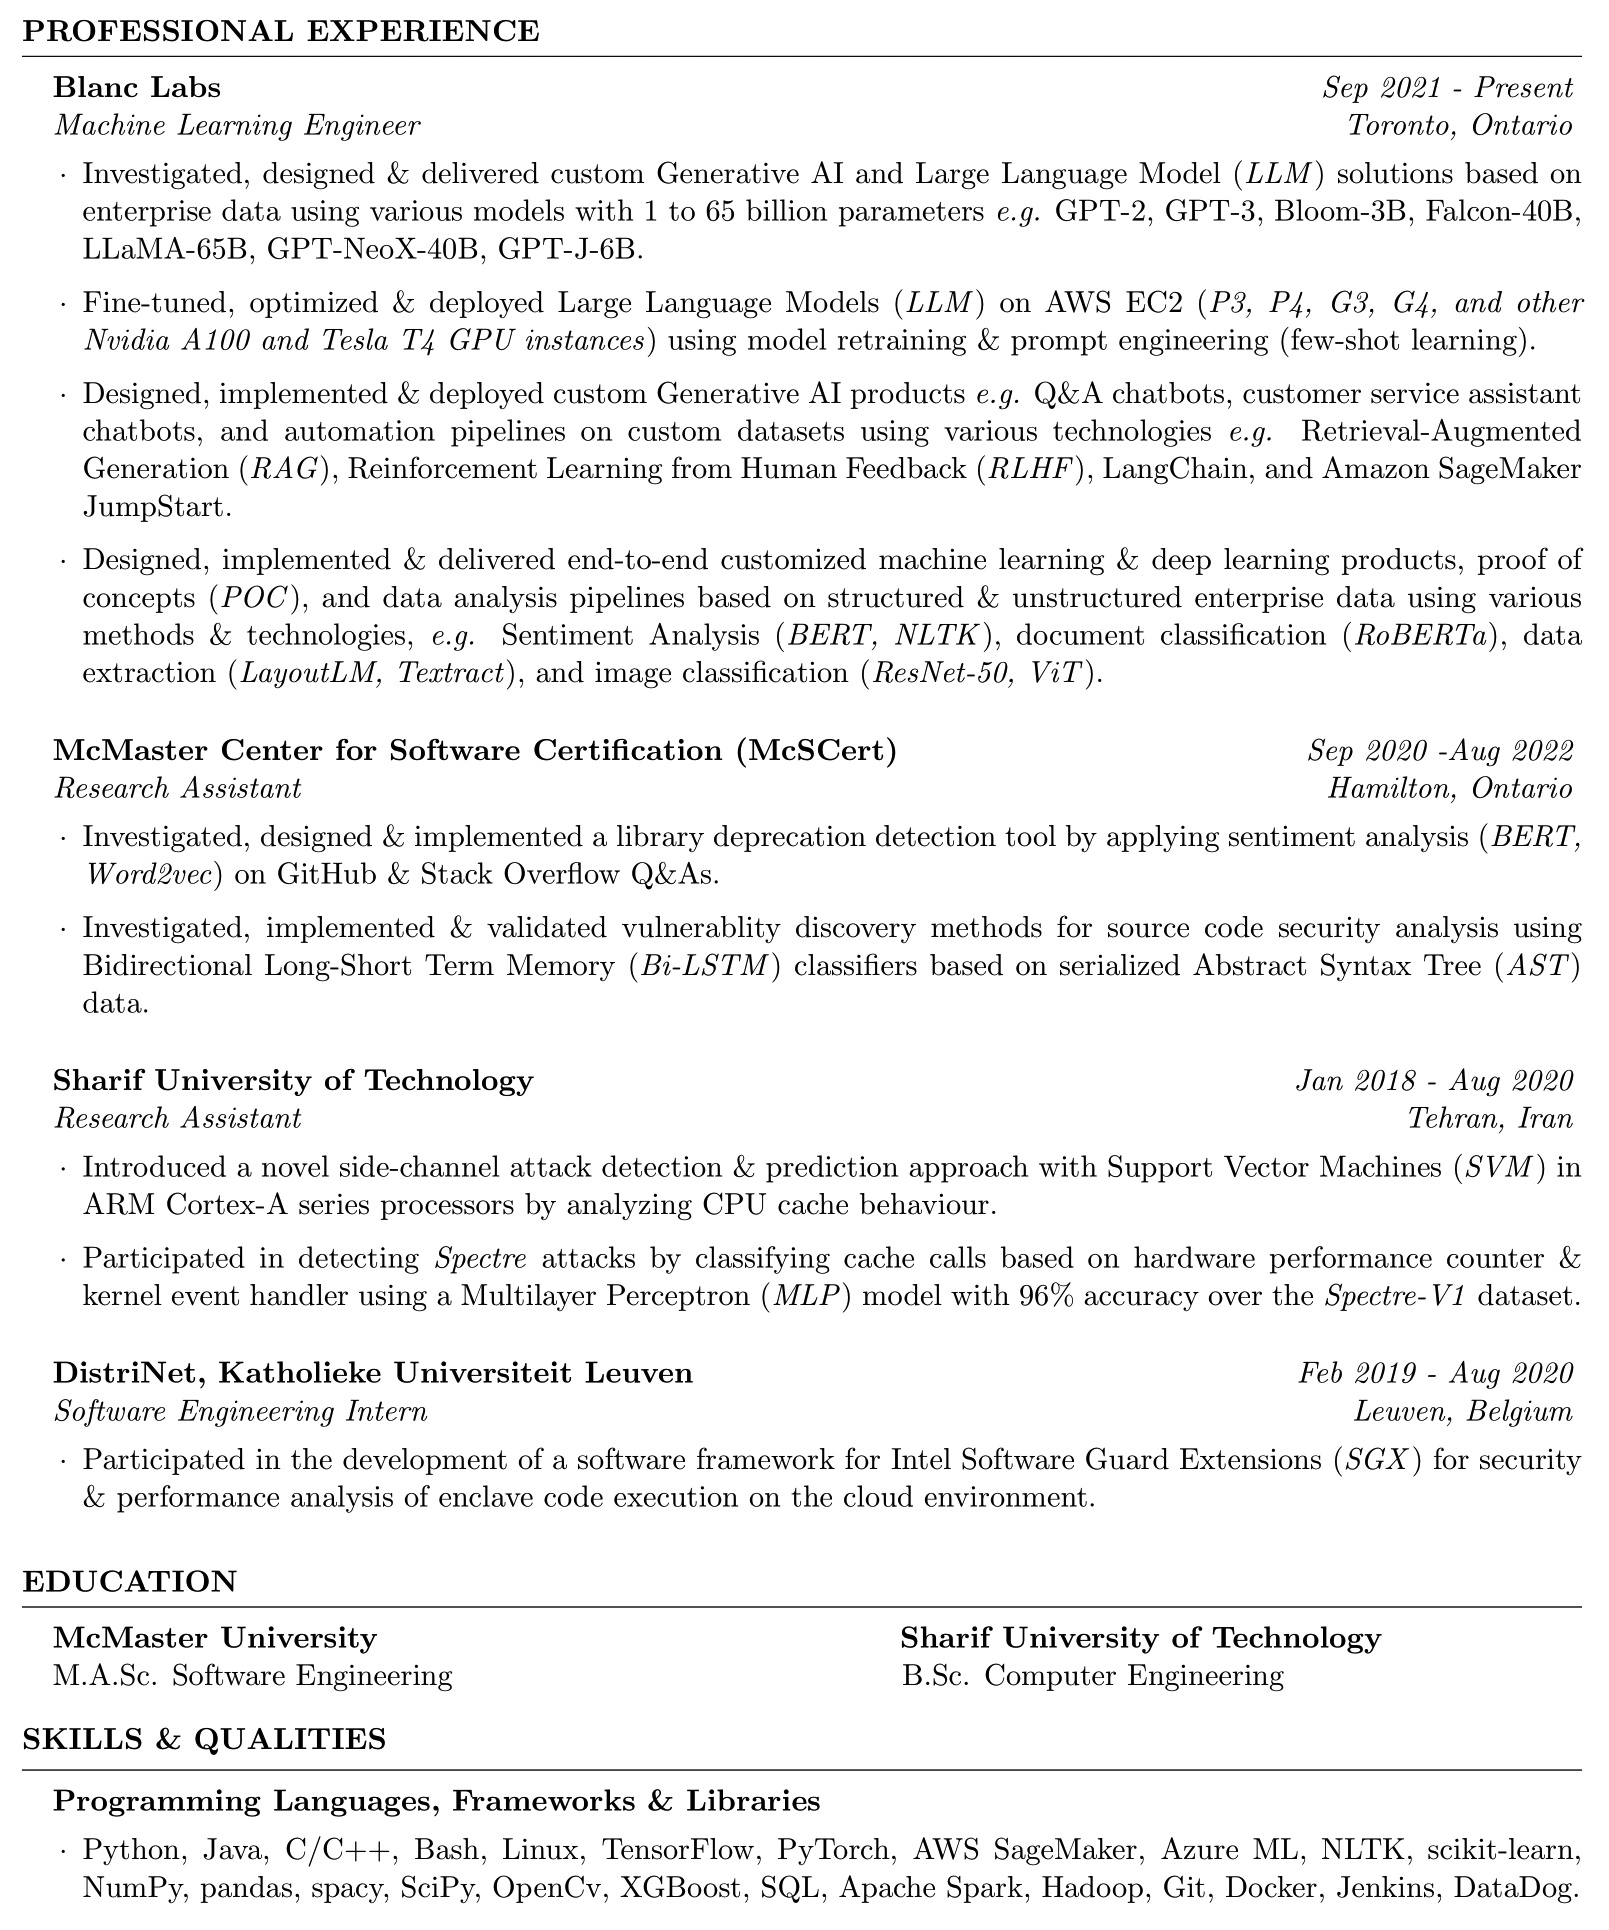 PROFESSIONAL EXPERIENCE
Blanc Labs Sep 2021 - Present
Machine Learning Engineer Toronto, Ontario
· Investigated, designed & delivered custom Generative AI and Large Language Model (LLM) solutions based on
enterprise data using various models with 1 to 65 billion parameters e.g. GPT-2, GPT-3, Bloom-3B, Falcon-40B,
LLaMA-65B, GPT-NeoX-40B, GPT-J-6B.
· Fine-tuned, optimized & deployed Large Language Models (LLM) on AWS EC2 (P3, P4, G3, G4, and other
Nvidia A100 and Tesla T4 GPU instances) using model retraining & prompt engineering (few-shot learning).
· Designed, implemented & deployed custom Generative AI products e.g. Q&A chatbots, customer service assistant
chatbots, and automation pipelines on custom datasets using various technologies e.g. Retrieval-Augmented
Generation (RAG), Reinforcement Learning from Human Feedback (RLHF), LangChain, and Amazon SageMaker
JumpStart.
· Designed, implemented & delivered end-to-end customized machine learning & deep learning products, proof of
concepts (POC), and data analysis pipelines based on structured & unstructured enterprise data using various
methods & technologies, e.g. Sentiment Analysis (BERT, NLTK), document classification (RoBERTa), data
extraction (LayoutLM, Textract), and image classification (ResNet-50, ViT).
McMaster Center for Software Certification (McSCert) Sep 2020 -Aug 2022
Research Assistant Hamilton, Ontario
· Investigated, designed & implemented a library deprecation detection tool by applying sentiment analysis (BERT,
Word2vec) on GitHub & Stack Overflow Q&As.
· Investigated, implemented & validated vulnerablity discovery methods for source code security analysis using
Bidirectional Long-Short Term Memory (Bi-LSTM) classifiers based on serialized Abstract Syntax Tree (AST)
data.
Sharif University of Technology Jan 2018 - Aug 2020
Research Assistant Tehran, Iran
· Introduced a novel side-channel attack detection & prediction approach with Support Vector Machines (SVM) in
ARM Cortex-A series processors by analyzing CPU cache behaviour.
· Participated in detecting Spectre attacks by classifying cache calls based on hardware performance counter &
kernel event handler using a Multilayer Perceptron (MLP) model with 96% accuracy over the Spectre-V1 dataset.
DistriNet, Katholieke Universiteit Leuven Feb 2019 - Aug 2020
Software Engineering Intern Leuven, Belgium
· Participated in the development of a software framework for Intel Software Guard Extensions (SGX) for security
& performance analysis of enclave code execution on the cloud environment.
EDUCATION
McMaster University Sharif University of Technology
M.A.Sc. Software Engineering B.Sc. Computer Engineering
SKILLS & QUALITIES
Programming Languages, Frameworks & Libraries
· Python, Java, C/C++, Bash, Linux, TensorFlow, PyTorch, AWS SageMaker, Azure ML, NLTK, scikit-learn,
NumPy, pandas, spacy, SciPy, OpenCv, XGBoost, SQL, Apache Spark, Hadoop, Git, Docker, Jenkins, DataDog.